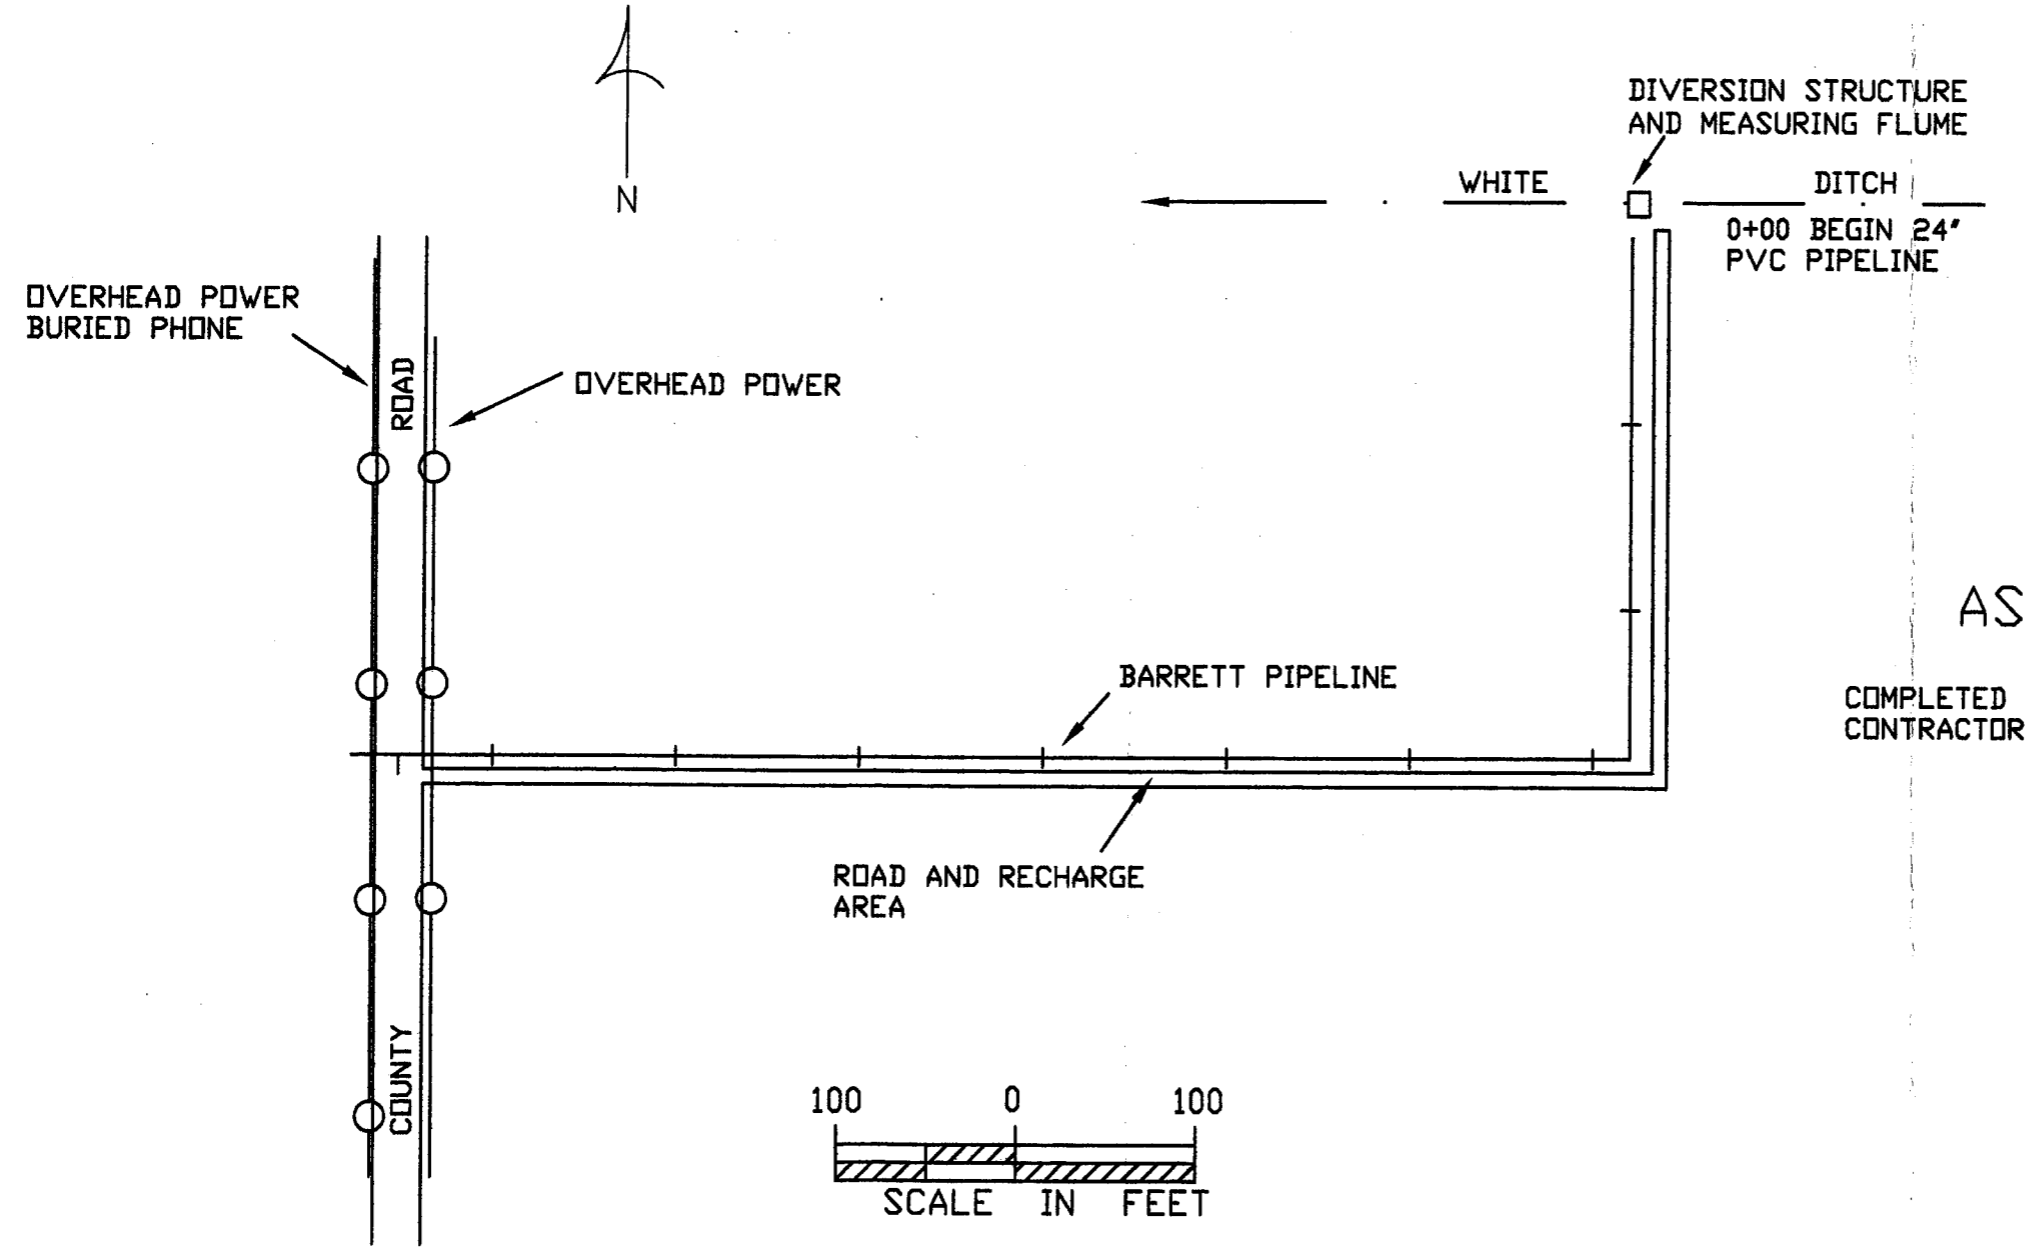 DIVERSION STRUCTURE
AND MEASURING FLUME
WHITE
DITCH
N
0+00 BEGIN 24"
PVC PIPELINE
OVERHEAD POWER
BURIED PHONE
ROAD
OVERHEAD POWER
AS
BARRETT PIPELINE
COMPLETED
CONTRACTOR
ROAD AND RECHARGE
AREA
COUNTY
100 0 100
SCALE IN FEET